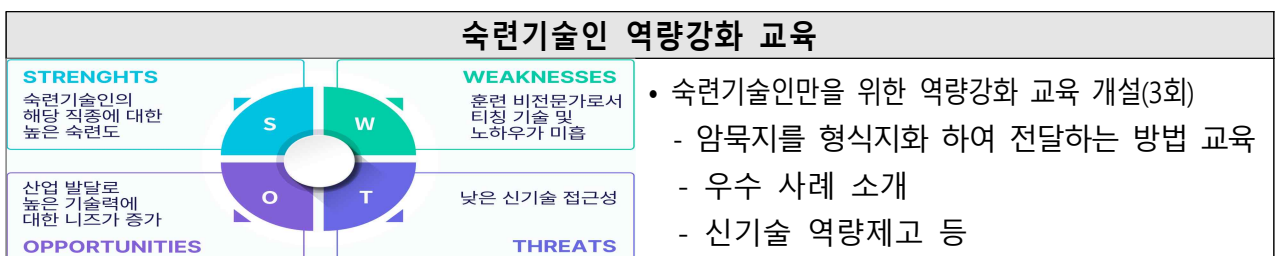 숙련기술인 역량강화 교육
STRENGHTS
숙련기술인의
해당 직종에 대한
높은 숙련도
WEAKNESSES
훈련 비전문가로서
티칭 기술 및
노하우가 미흡
S
W
O
T
산업 발달로
높은 기술력에
대한 니즈가 증가
OPPORTUNITIES
낮은 신기술 접근성
THREATS
• 숙련기술인만을 위한 역량강화 교육 개설(3회)
- 암묵지를 형식지화 하여 전달하는 방법 교육
- 우수 사례 소개
- 신기술 역량제고 등